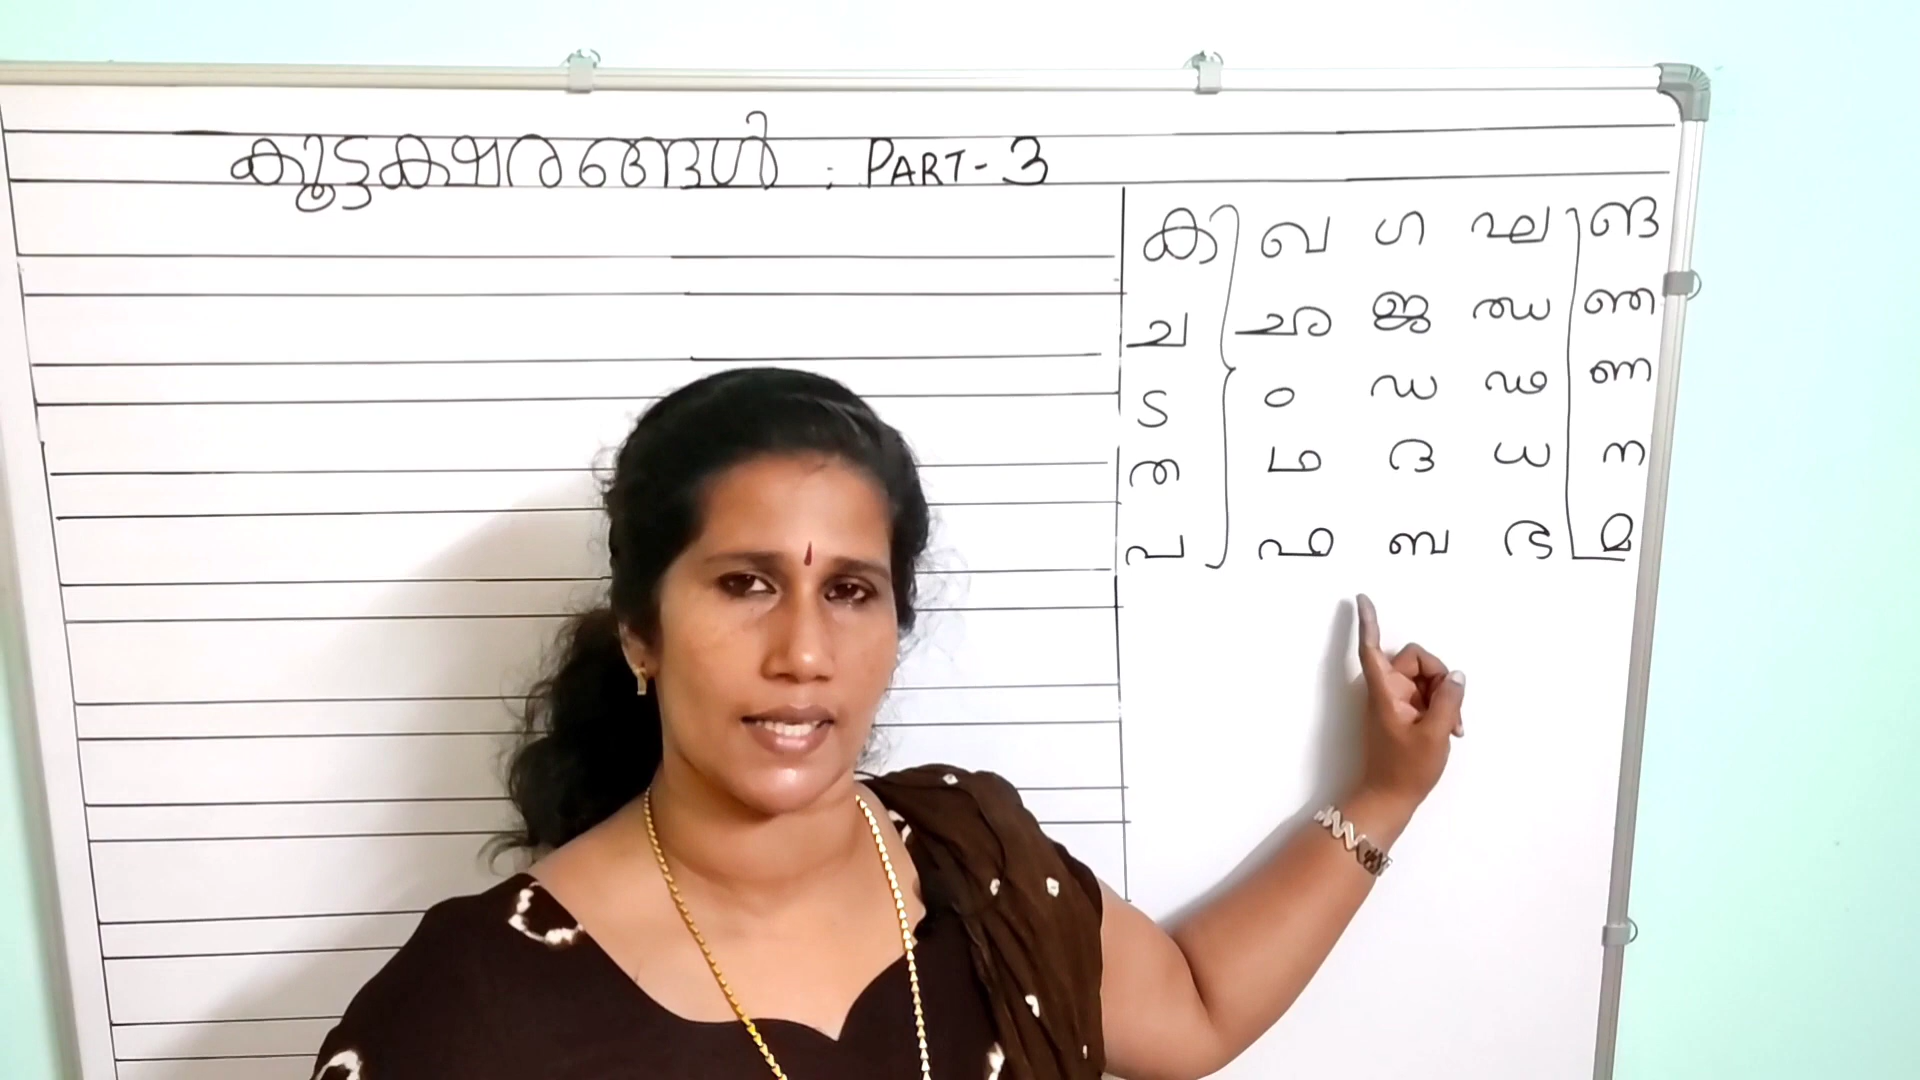 കൂട്ടക്ഷരങ്ങൾ : PART-3
ക ഖ ഗ ഘ ങ
ച ഛ ജ ഝ ഞ
ട ഠ ഡ ഢ ണ
ത ഥ ദ ധ ന
പ ഫ ബ ഭ മ